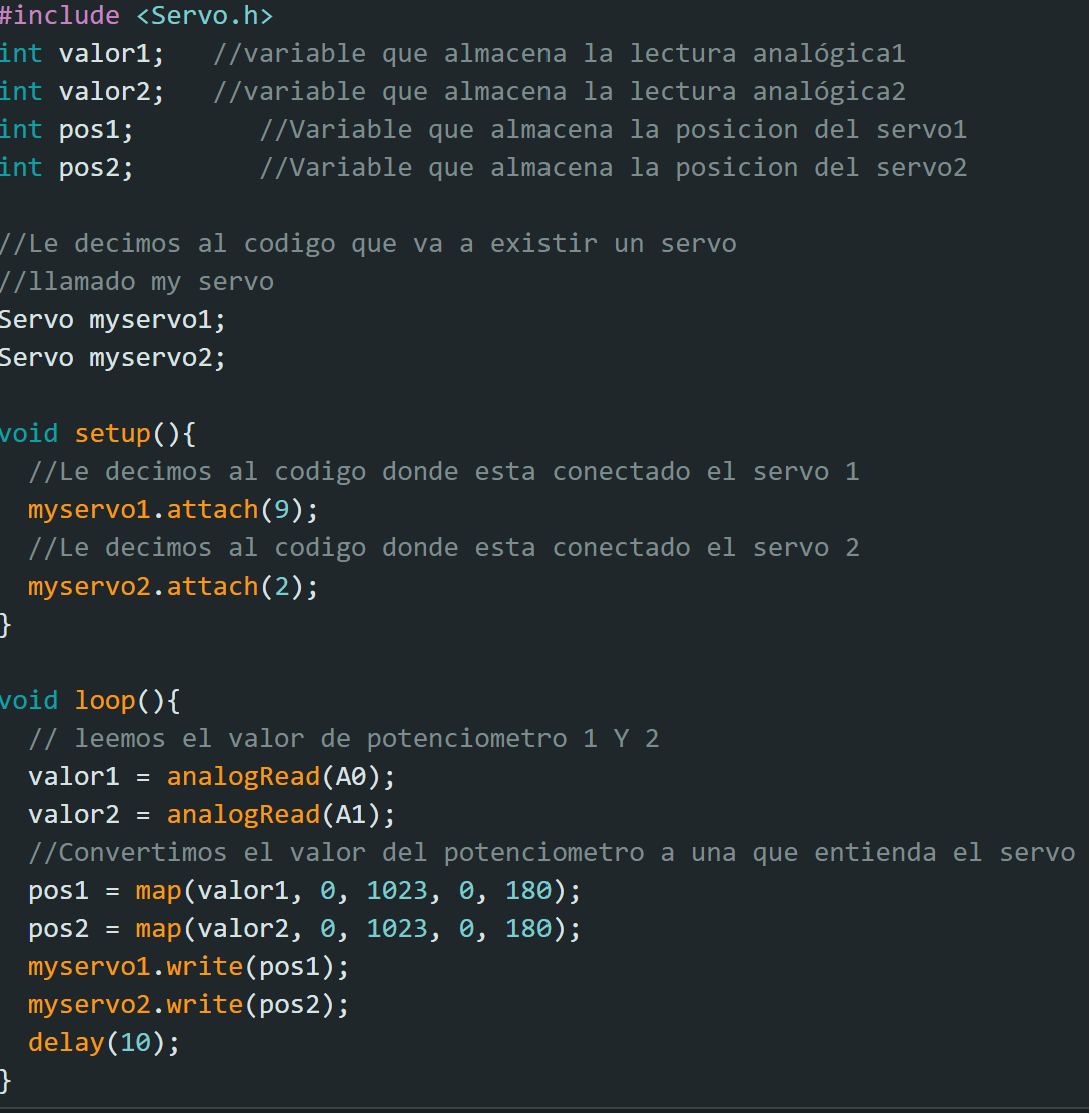 #include <Servo.h>
int valor1;   //variable que almacena la lectura analógica1
int valor2;   //variable que almacena la lectura analógica2
int pos1;        //Variable que almacena la posicion del servo1
int pos2;        //Variable que almacena la posicion del servo2

//Le decimos al codigo que va a existir un servo
//llamado my servo
Servo myservo1;
Servo myservo2;

void setup(){
  //Le decimos al codigo donde esta conectado el servo 1
  myservo1.attach(9);
  //Le decimos al codigo donde esta conectado el servo 2
  myservo2.attach(2);
}

void loop(){
  // leemos el valor de potenciometro 1 Y 2
  valor1 = analogRead(A0);
  valor2 = analogRead(A1);
  //Convertimos el valor del potenciometro a una que entienda el servo
  pos1 = map(valor1, 0, 1023, 0, 180);
  pos2 = map(valor2, 0, 1023, 0, 180);
  myservo1.write(pos1);
  myservo2.write(pos2);
  delay(10);
}